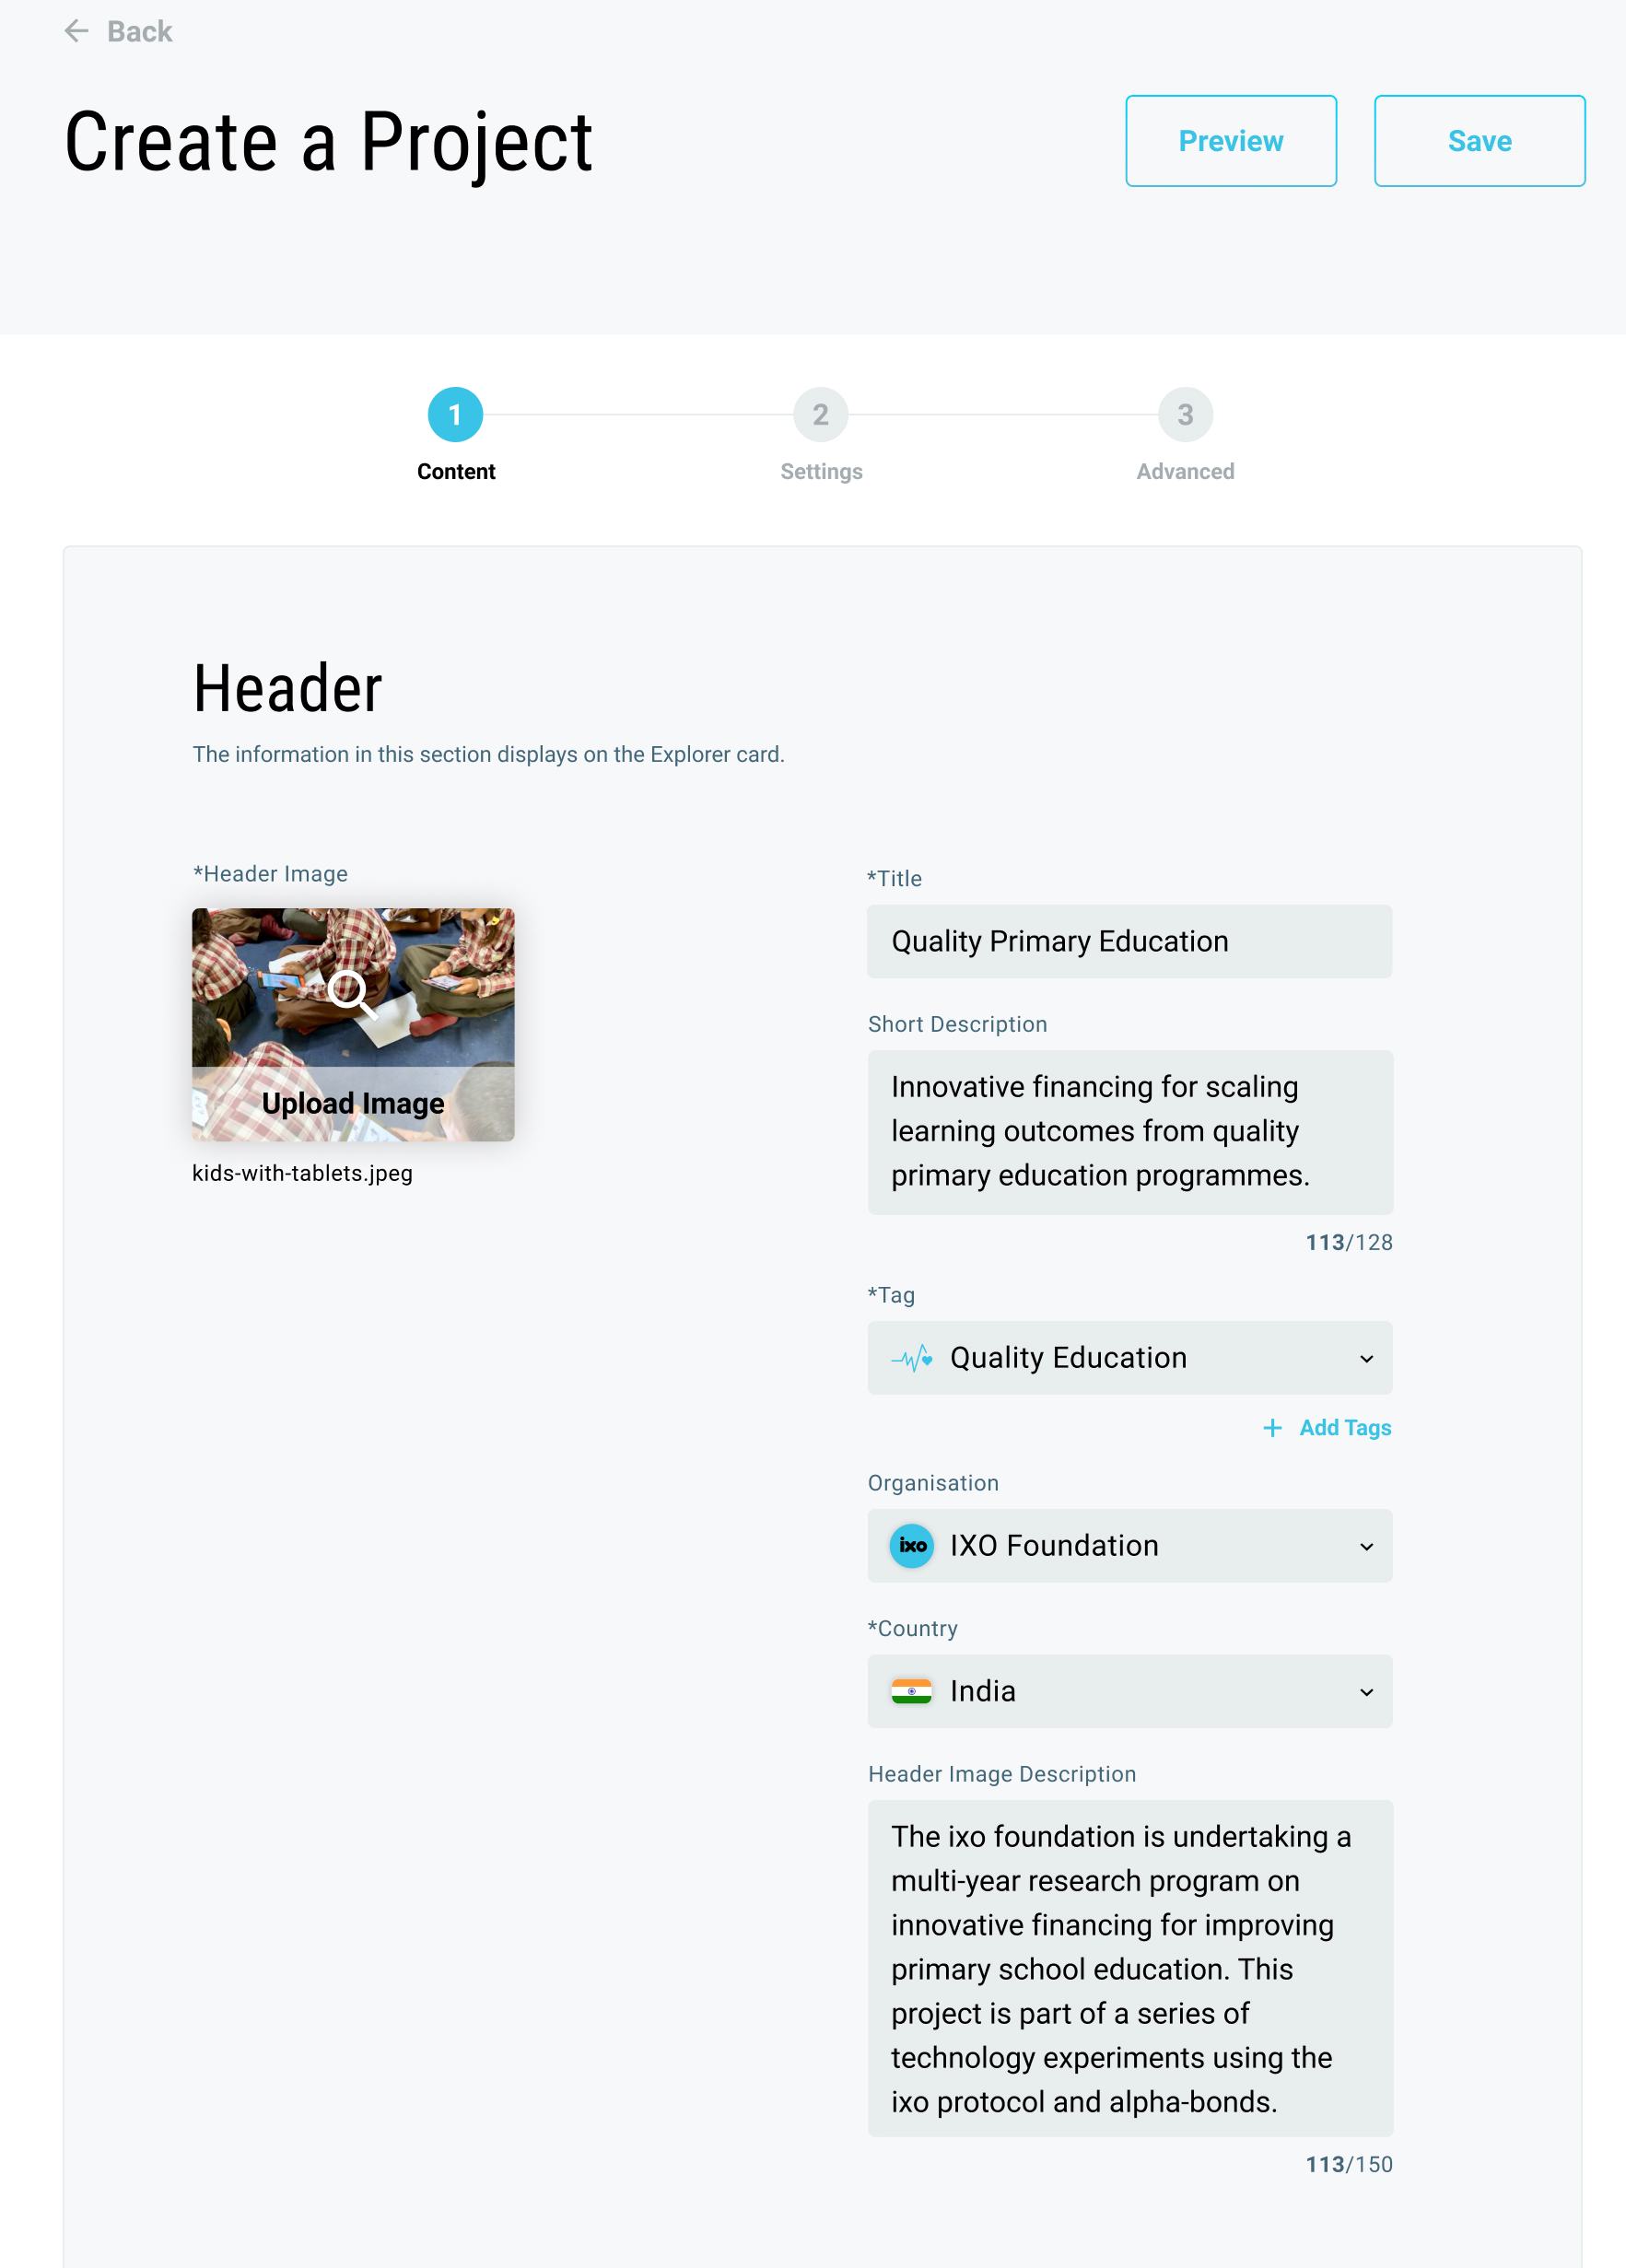 Back
Create a Project
Preview
Save
1
2
3
Content
Settings
Advanced
Header
The information in this section displays on the Explorer card.
*Header Image
Upload Image
kids-with-tablets.jpeg
*Title
Quality Primary Education
Short Description
Innovative financing for scaling
learning outcomes from quality
primary education programmes.
113/128
*Tag
Quality Education
+ Add Tags
Organisation
ixo IXO Foundation
*Country
India
Header Image Description
The ixo foundation is undertaking a
multi-year research program on
innovative financing for improving
primary school education. This
project is part of a series of
technology experiments using the
ixo protocol and alpha-bonds.
113/150